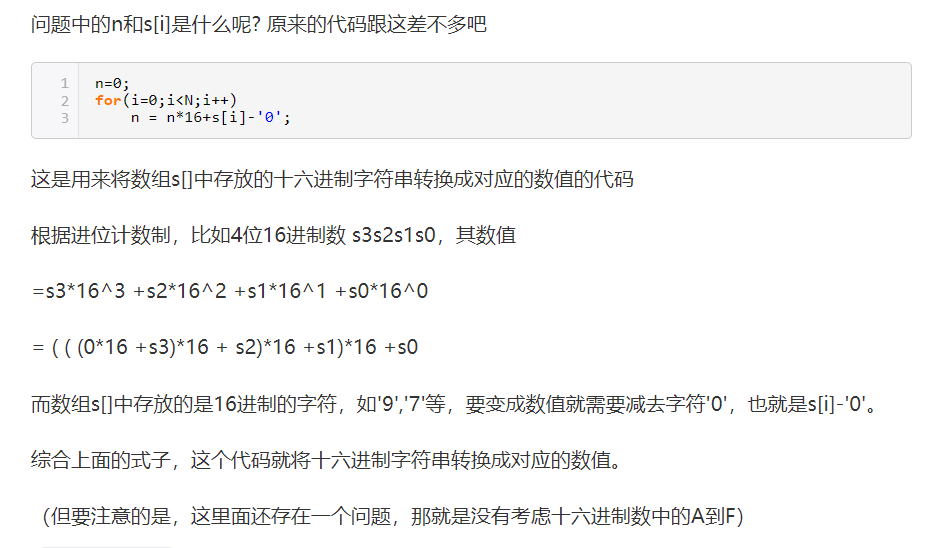 问题中的n和s[i]是什么呢? 原来的代码跟这差不多吧
1 n=0;
2 for(i=0;i<N;i++)
3 n = n*16+s[i]-'0';
这是用来将数组s[]中存放的十六进制字符串转换成对应的数值的代码
根据进位计数制，比如4位16进制数 s3s2s1s0，其数值
=s3*16^3 +s2*16^2 +s1*16^1 +s0*16^0
= ( ( (0*16 +s3)*16 + s2)*16 +s1)*16 +s0
而数组s[]中存放的是16进制的字符，如'9','7'等，要变成数值就需要减去字符'0'，也就是s[i]-'0'。
综合上面的式子，这个代码就将十六进制字符串转换成对应的数值。
（但要注意的是，这里面还存在一个问题，那就是没有考虑十六进制数中的A到F）